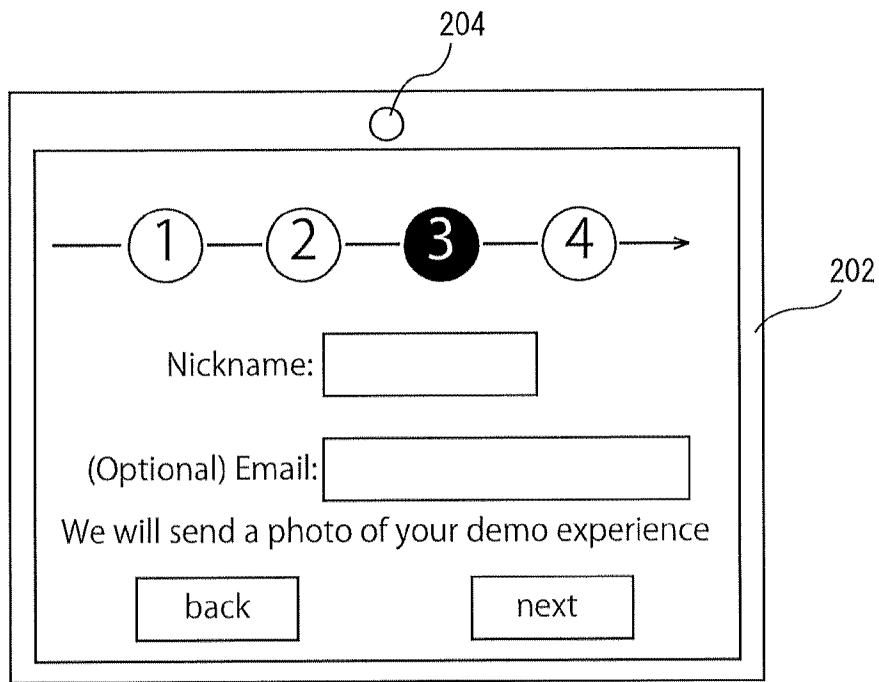 204
1 2 3 4
202
Nickname:
(Optional) Email:
We will send a photo of your demo experience
back next